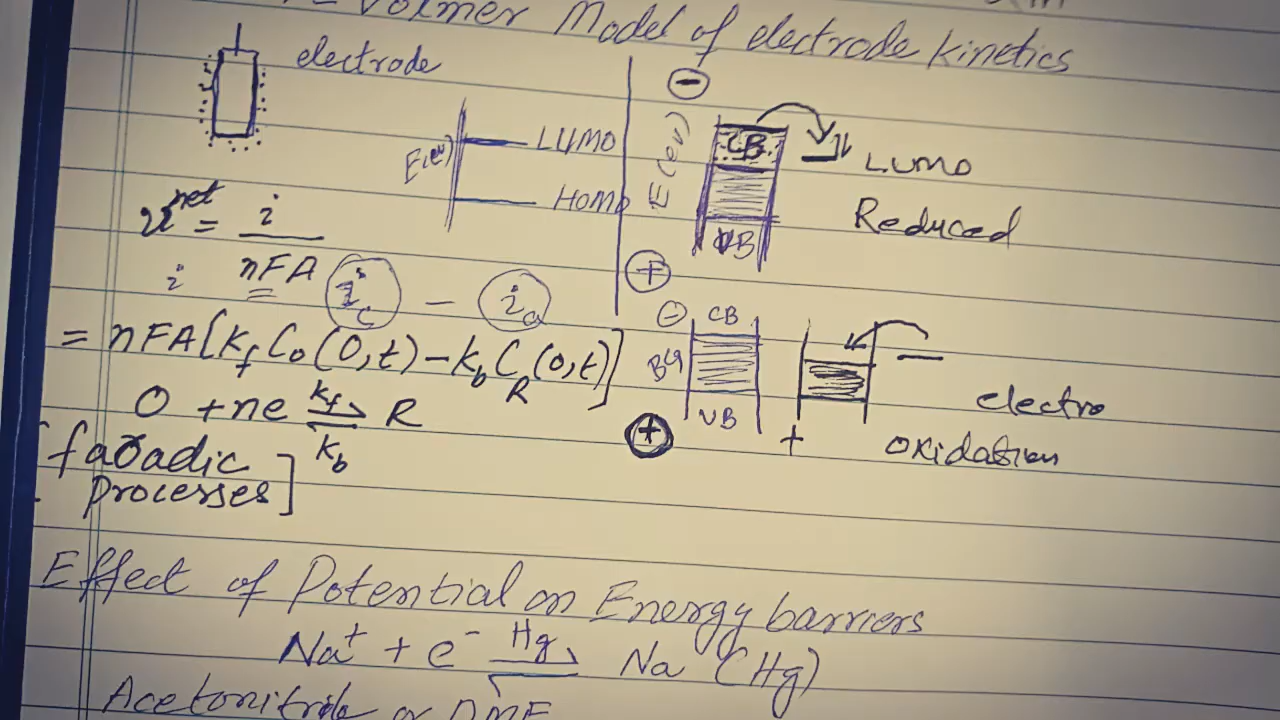 Volmer Model of electrode kinetics
electrode
E(ev)
LUMO
HOMO
⊖
E(ev)
CB
VB
LUMO
Reduced
⊕
υ^net = i / nFA
i
i_c − i_a
= nFA[K_f C_O (0,t) − k_b C_R (0,t)]
O + ne ⇌ R
K_f
K_b
[faradic
processes]
⊖
CB
BG
VB
⊕
+
electro
oxidation
Effect of Potential on Energy barriers
Na⁺ + e⁻ ⇌ Na (Hg)
Hg
Acetonitrile or DMF